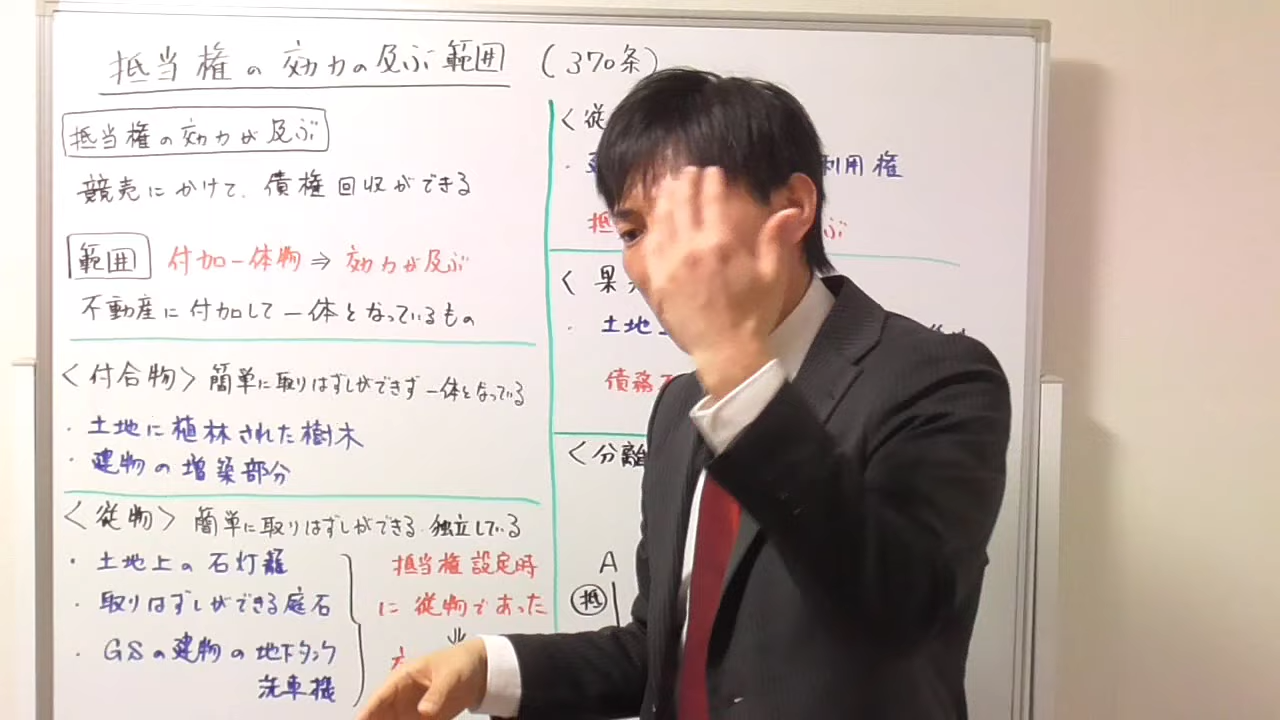 抵当権の効力の及ぶ範囲 (370条)
抵当権の効力が及ぶ
競売にかけて、債権回収ができる
範囲 付加一体物⇒ 効力が及ぶ
不動産に付加して一体となっているもの
<付合物> 簡単に取りはずしができず一体となっている
・土地に植林された樹木
・建物の増築部分
<従物> 簡単に取りはずしができる・独立している
・土地上の石灯籠
・取りはずしができる庭石
・GSの建物の地下タンク
洗車機
抵当権設定時
に従物であった
⇓
<従
・建
利用権
抵
ぶ
<果
・土地上
債務不
<分離
A
抵